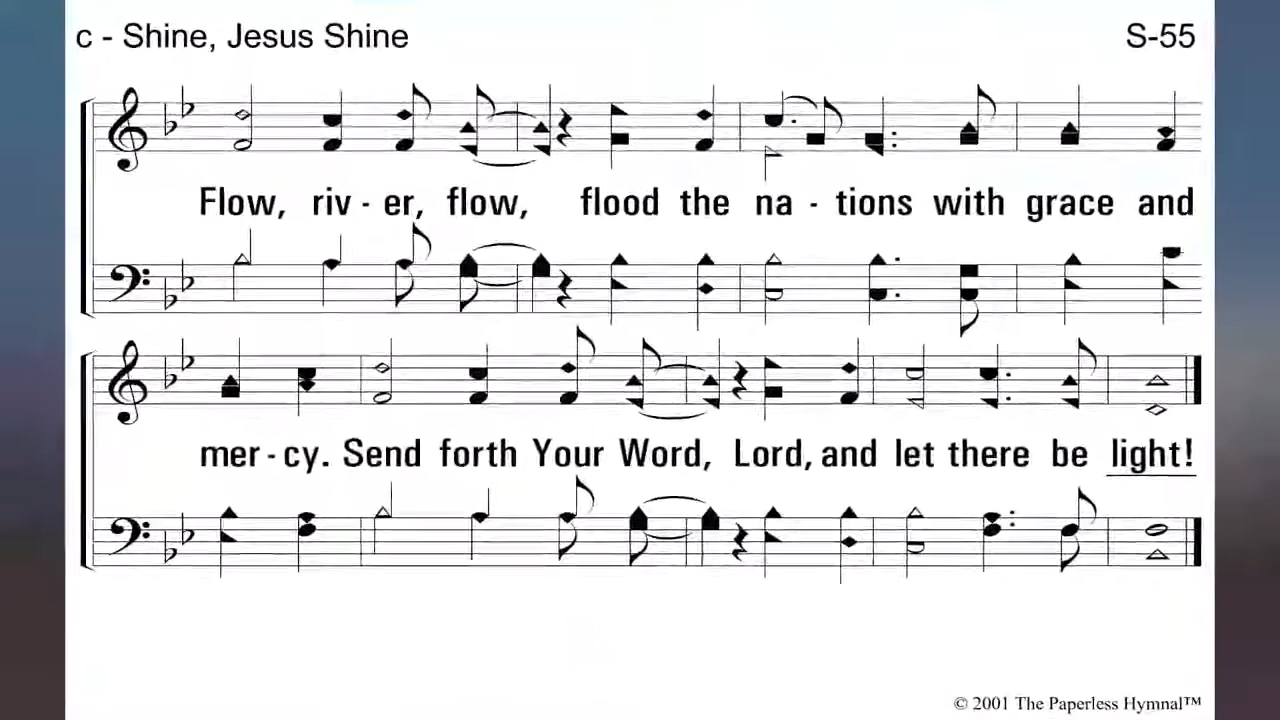 c - Shine, Jesus Shine S-55
Flow, riv - er, flow, flood the na - tions with grace and
mer - cy. Send forth Your Word, Lord, and let there be light!
© 2001 The Paperless Hymnal™